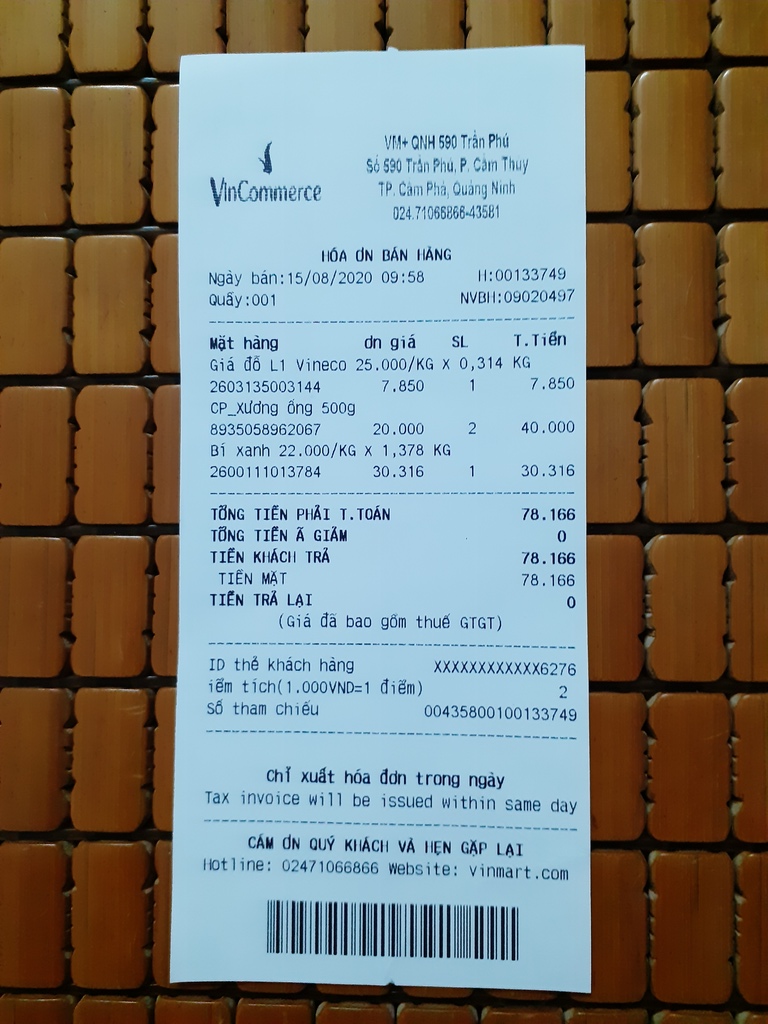 VinCommerce
VM+ QNH 590 Trần Phú
Số 590 Trần Phú, P. Cẩm Thuỷ
TP. Cẩm Phả, Quảng Ninh
024.71066866-43581
HÓA ƠN BÁN HÀNG
Ngày bán:15/08/2020 09:58 H:00133749
Quầy:001 NVBH:09020497
Mặt hàng ơn giá SL T.Tiền
Giá đỗ L1 Vineco 25.000/KG X 0,314 KG
2603135003144 7.850 1 7.850
CP_Xương ống 500g
8935058962067 20.000 2 40.000
Bí xanh 22.000/KG X 1,378 KG
2600111013784 30.316 1 30.316
TỔNG TIỀN PHẢI T.TOÁN 78.166
TỔNG TIỀN Ã GIẢM 0
TIỀN KHÁCH TRẢ 78.166
TIỀN MẶT 78.166
TIỀN TRẢ LẠI 0
(Giá đã bao gồm thuế GTGT)
ID thẻ khách hàng XXXXXXXXXXXX6276
iểm tích(1.000VND=1 điểm) 2
Số tham chiếu 00435800100133749
Chỉ xuất hóa đơn trong ngày
Tax invoice will be issued within same day
CẢM ƠN QUÝ KHÁCH VÀ HẸN GẶP LẠI
Hotline: 02471066866 Website: vinmart.com